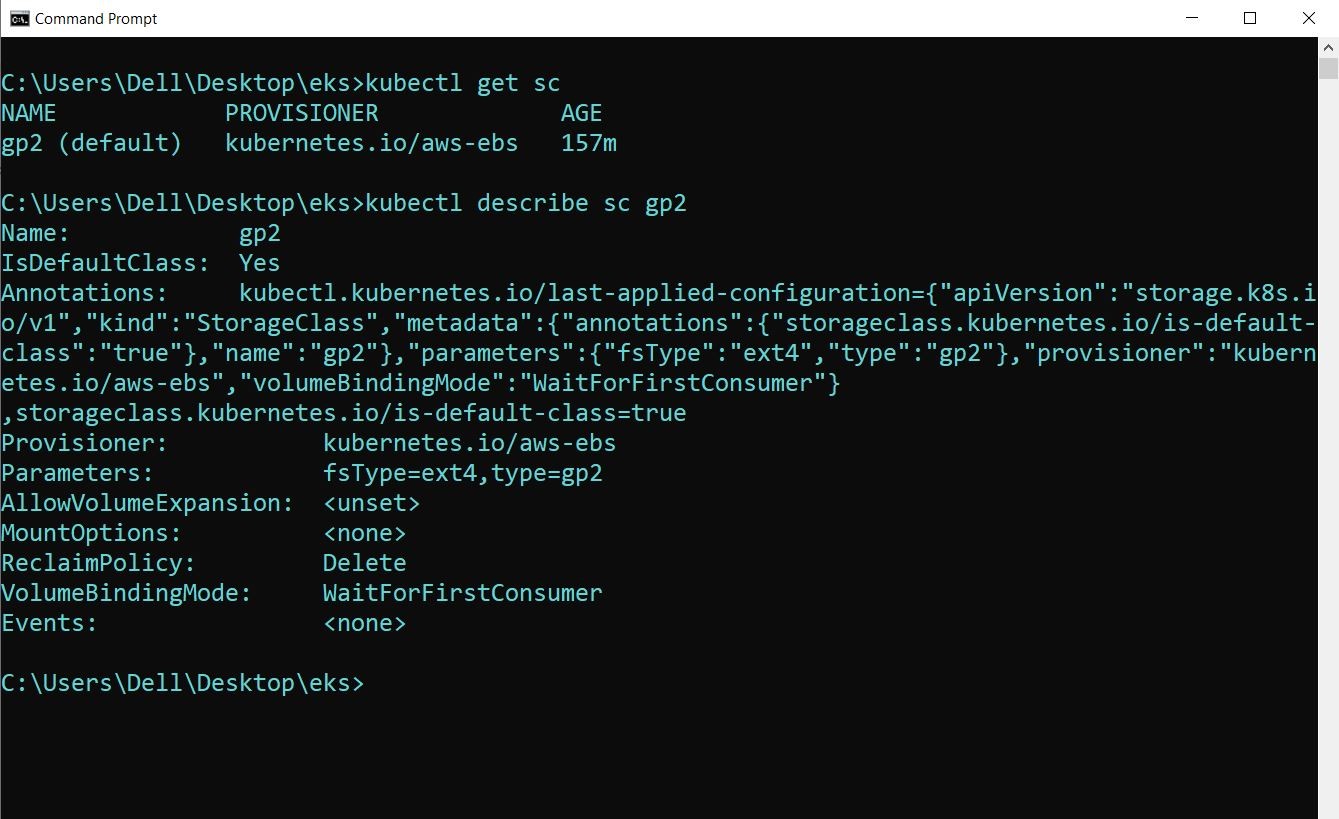 Command Prompt
C:\Users\Dell\Desktop\eks>kubectl get sc
NAME            PROVISIONER             AGE
gp2 (default)   kubernetes.io/aws-ebs   157m
C:\Users\Dell\Desktop\eks>kubectl describe sc gp2
Name:            gp2
IsDefaultClass:  Yes
Annotations:     kubectl.kubernetes.io/last-applied-configuration={"apiVersion":"storage.k8s.i
o/v1","kind":"StorageClass","metadata":{"annotations":{"storageclass.kubernetes.io/is-default-
class":"true"},"name":"gp2"},"parameters":{"fsType":"ext4","type":"gp2"},"provisioner":"kubern
etes.io/aws-ebs","volumeBindingMode":"WaitForFirstConsumer"}
,storageclass.kubernetes.io/is-default-class=true
Provisioner:           kubernetes.io/aws-ebs
Parameters:            fsType=ext4,type=gp2
AllowVolumeExpansion:  <unset>
MountOptions:          <none>
ReclaimPolicy:         Delete
VolumeBindingMode:     WaitForFirstConsumer
Events:                <none>
C:\Users\Dell\Desktop\eks>